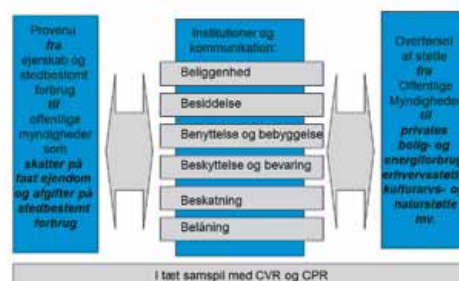 Provenu
fra
ejerskab og
stedbestemt
forbrug
til
offentlige
myndigheder
som
skatter på
fast ejendom
og afgifter på
stedbestemt
forbrug
Institutioner og
kommunikation:
Beliggenhed
Besiddelse
Benyttelse og bebyggelse
Beskyttelse og bevaring
Beskatning
Belåning
Overførsel
af støtte
fra
Offentlige
Myndigheder
til
privates
bolig- og
energiforbrug
erhvervsstøtte
kulturarvs- og
naturstøtte
mv.
I tæt samspil med CVR og CPR